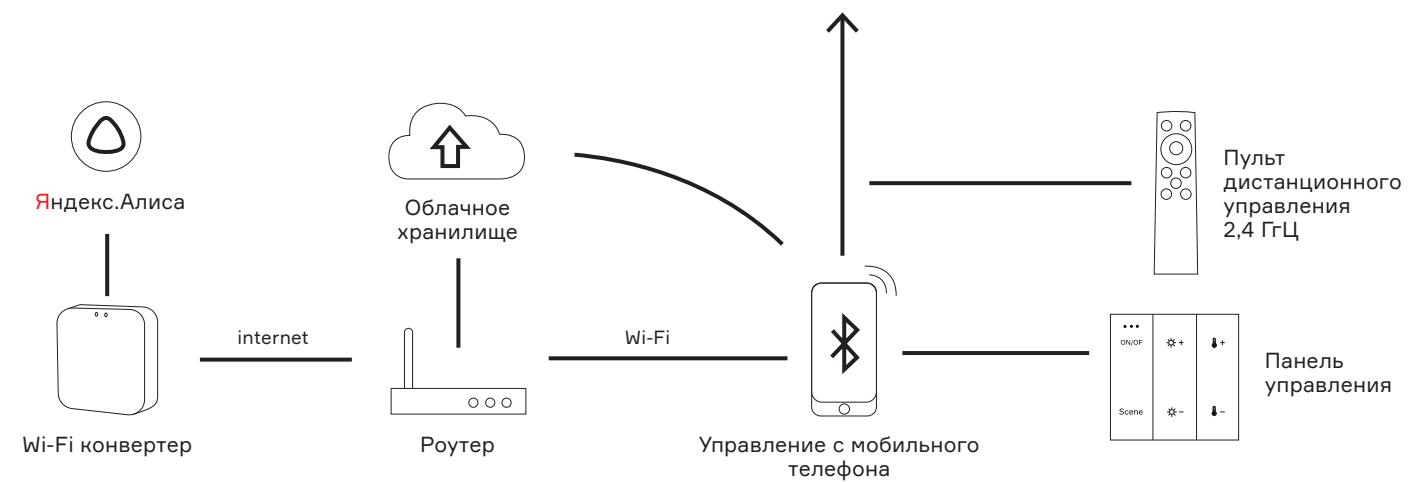 Яндекс.Алиса
Облачное
хранилище
Пульт
дистанционного
управления
2,4 ГгЦ
internet
Wi-Fi
ON/OF
+
+
Scene
−
−
Панель
управления
Wi-Fi конвертер
Роутер
Управление с мобильного
телефона